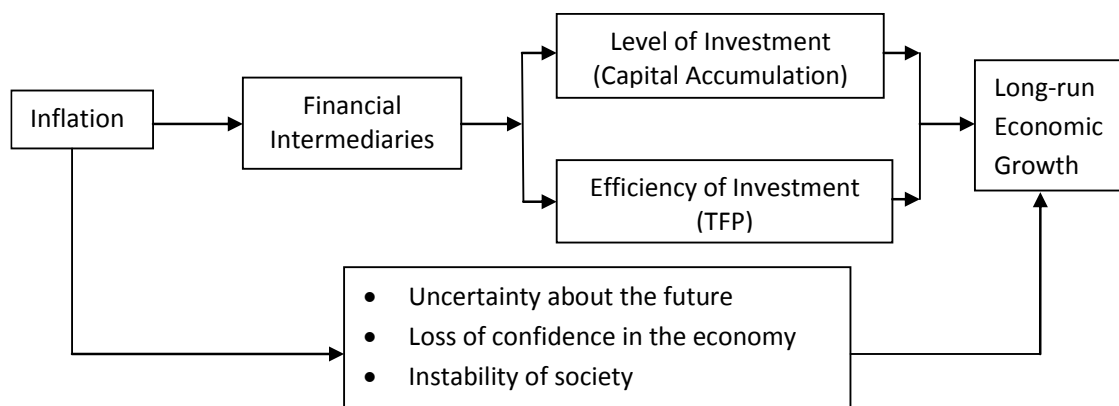 Inflation
Financial
Intermediaries
Level of Investment
(Capital Accumulation)
Efficiency of Investment
(TFP)
Long-run
Economic
Growth
• Uncertainty about the future
• Loss of confidence in the economy
• Instability of society